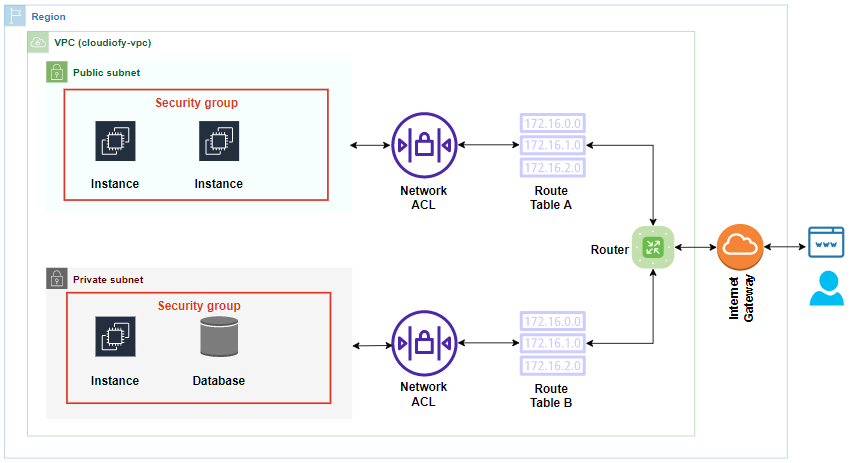 Region
VPC (cloudiofy-vpc)
Public subnet
Security group
Instance
Instance
Network
ACL
172.16.0.0
172.16.1.0
172.16.2.0
Route
Table A
Router
Internet
Gateway
www
Private subnet
Security group
Instance
Database
Network
ACL
172.16.0.0
172.16.1.0
172.16.2.0
Route
Table B